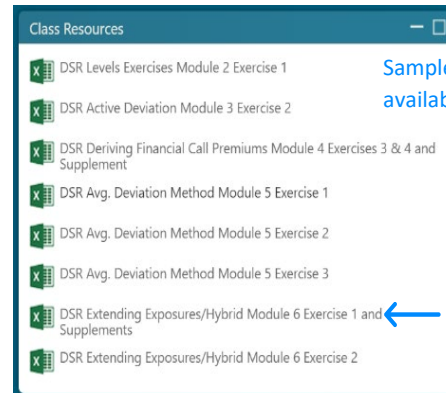 Class Resources
DSR Levels Exercises Module 2 Exercise 1
Sample
availab
DSR Active Deviation Module 3 Exercise 2
DSR Deriving Financial Call Premiums Module 4 Exercises 3 & 4 and
Supplement
DSR Avg. Deviation Method Module 5 Exercise 1
DSR Avg. Deviation Method Module 5 Exercise 2
DSR Avg. Deviation Method Module 5 Exercise 3
DSR Extending Exposures/Hybrid Module 6 Exercise 1 and
Supplements
DSR Extending Exposures/Hybrid Module 6 Exercise 2